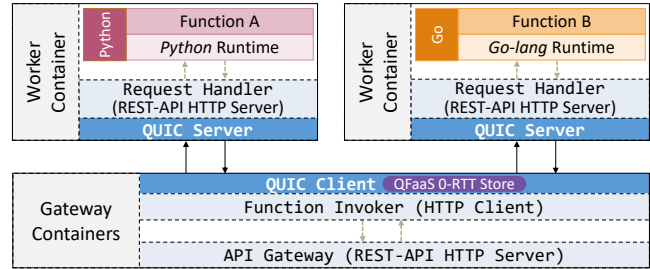 Worker
Container
Python
Function A
Python Runtime
Request Handler
(REST-API HTTP Server)
QUIC Server
Worker
Container
Go
Function B
Go-lang Runtime
Request Handler
(REST-API HTTP Server)
QUIC Server
Gateway
Containers
QUIC Client QFaaS 0-RTT Store
Function Invoker (HTTP Client)
API Gateway (REST-API HTTP Server)